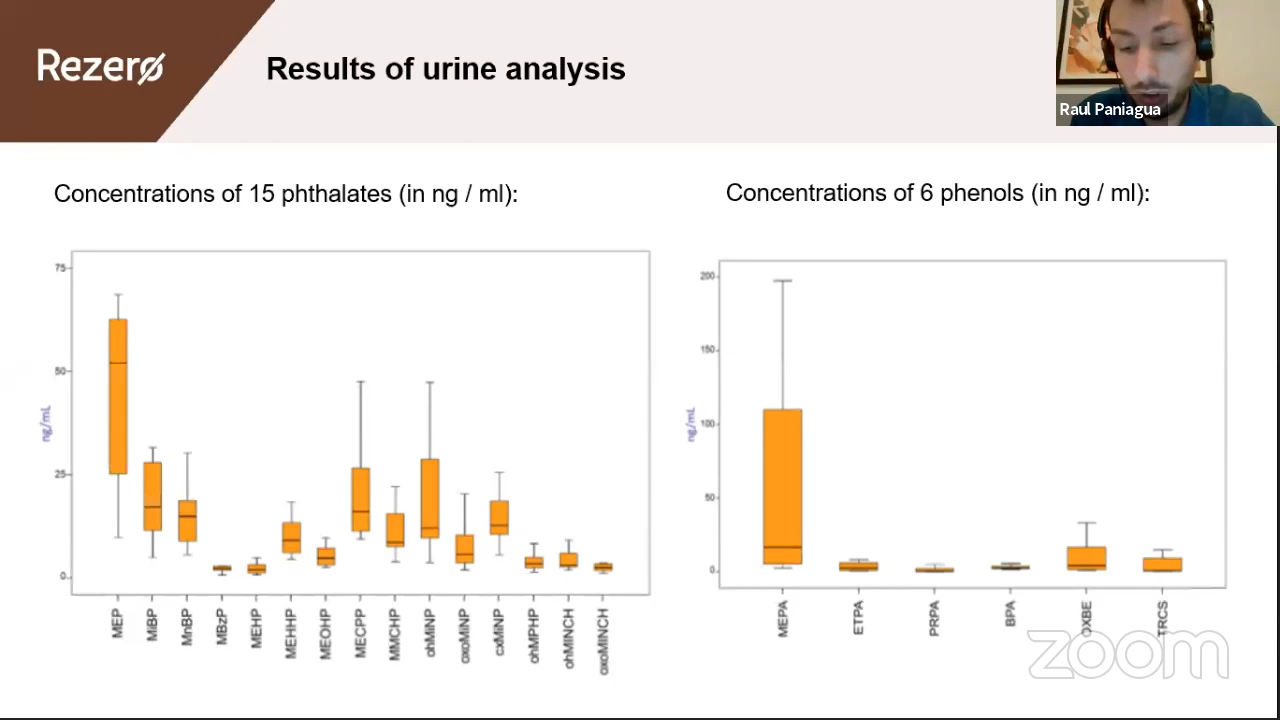 Rezerø
Results of urine analysis
Raul Paniagua
Concentrations of 15 phthalates (in ng / ml):
75
50
25
0
ng/mL
MEP
MiBP
MnBP
MBzP
MEHP
MEHHP
MEOHP
MECPP
MMCHP
ohMiNP
oxoMiNP
cxMiNP
ohMPHP
ohMINCH
oxoMINCH
Concentrations of 6 phenols (in ng / ml):
200
150
100
50
0
ng/mL
MEPA
ETPA
PRPA
BPA
OXBE
TRCS
zoom